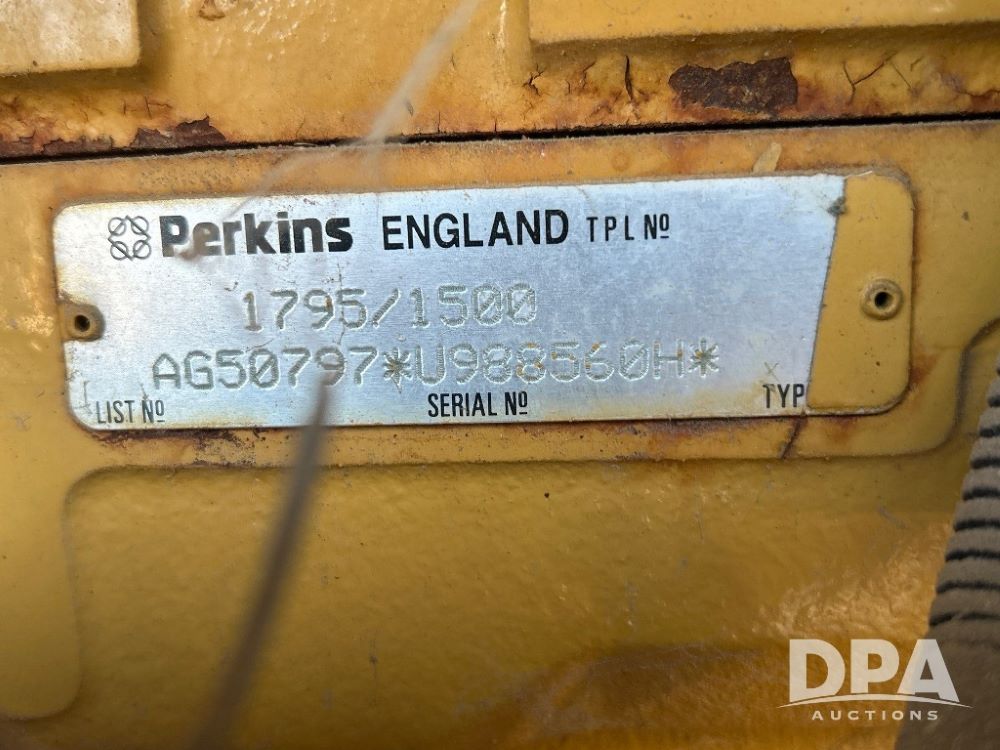 Perkins ENGLAND TPL Nº
1795/1500
AG50797*U988560H*
LIST Nº SERIAL Nº TYP
DPA
AUCTIONS